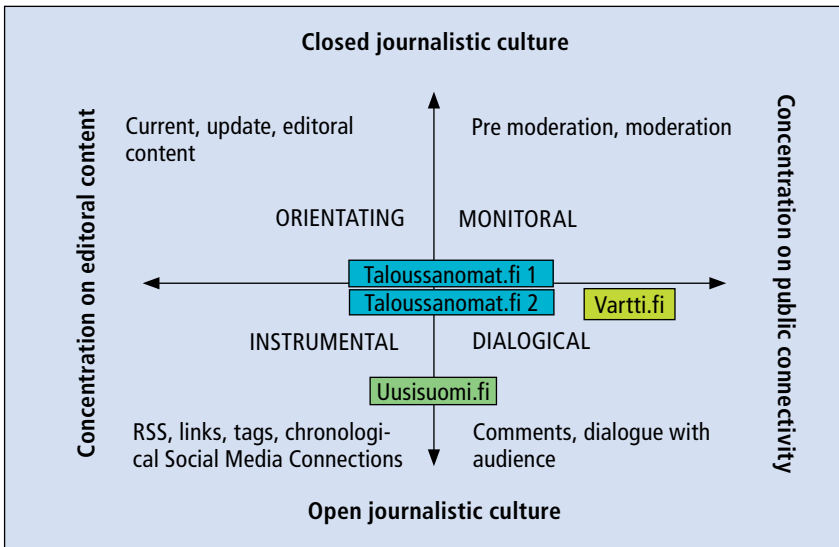 Closed journalistic culture
Current, update, editoral
content
Pre moderation, moderation
Concentration on editorial content
Concentration on public connectivity
ORIENTATING
MONITORAL
Taloussanomat.fi 1
Taloussanomat.fi 2
Vartti.fi
INSTRUMENTAL
DIALOGICAL
Uusisuomi.fi
RSS, links, tags, chronologi-
cal Social Media Connections
Comments, dialogue with
audience
Open journalistic culture